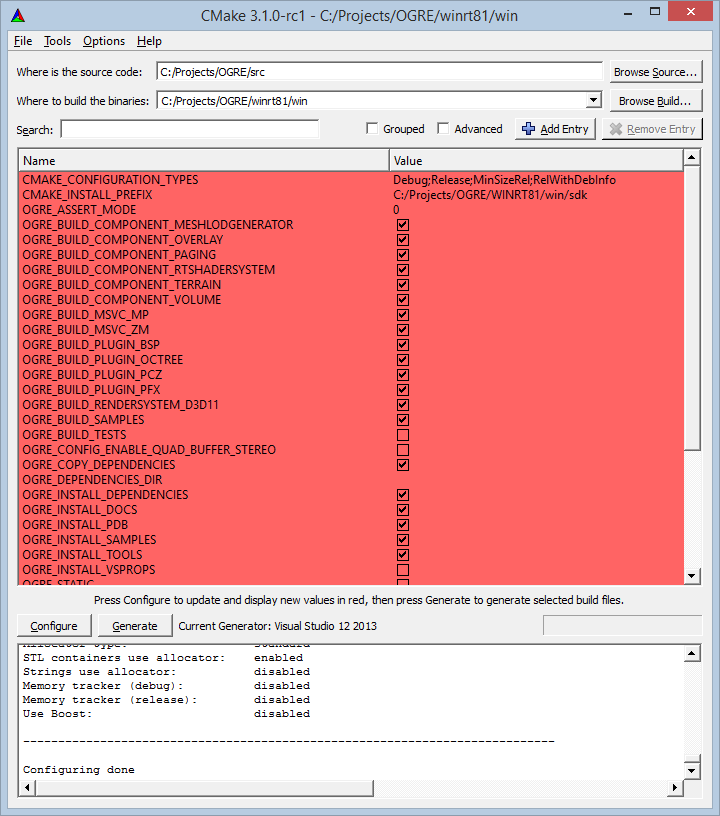 CMake 3.1.0-rc1 - C:/Projects/OGRE/winrt81/win
File Tools Options Help
Where is the source code: C:/Projects/OGRE/src Browse Source...
Where to build the binaries: C:/Projects/OGRE/winrt81/win Browse Build...
Search: Grouped Advanced Add Entry Remove Entry
Name Value
CMAKE_CONFIGURATION_TYPES Debug;Release;MinSizeRel;RelWithDebInfo
CMAKE_INSTALL_PREFIX C:/Projects/OGRE/WINRT81/win/sdk
OGRE_ASSERT_MODE 0
OGRE_BUILD_COMPONENT_MESHLODGENERATOR
OGRE_BUILD_COMPONENT_OVERLAY
OGRE_BUILD_COMPONENT_PAGING
OGRE_BUILD_COMPONENT_RTSHADERSYSTEM
OGRE_BUILD_COMPONENT_TERRAIN
OGRE_BUILD_COMPONENT_VOLUME
OGRE_BUILD_MSVC_MP
OGRE_BUILD_MSVC_ZM
OGRE_BUILD_PLUGIN_BSP
OGRE_BUILD_PLUGIN_OCTREE
OGRE_BUILD_PLUGIN_PCZ
OGRE_BUILD_PLUGIN_PFX
OGRE_BUILD_RENDERSYSTEM_D3D11
OGRE_BUILD_SAMPLES
OGRE_BUILD_TESTS
OGRE_CONFIG_ENABLE_QUAD_BUFFER_STEREO
OGRE_COPY_DEPENDENCIES
OGRE_DEPENDENCIES_DIR
OGRE_INSTALL_DEPENDENCIES
OGRE_INSTALL_DOCS
OGRE_INSTALL_PDB
OGRE_INSTALL_SAMPLES
OGRE_INSTALL_TOOLS
OGRE_INSTALL_VSPROPS
OGRE_STATIC
Press Configure to update and display new values in red, then press Generate to generate selected build files.
Configure Generate Current Generator: Visual Studio 12 2013
Allocator type: standard
STL containers use allocator: enabled
Strings use allocator: disabled
Memory tracker (debug): disabled
Memory tracker (release): disabled
Use Boost: disabled
----------------------------------------------------------------------------
Configuring done